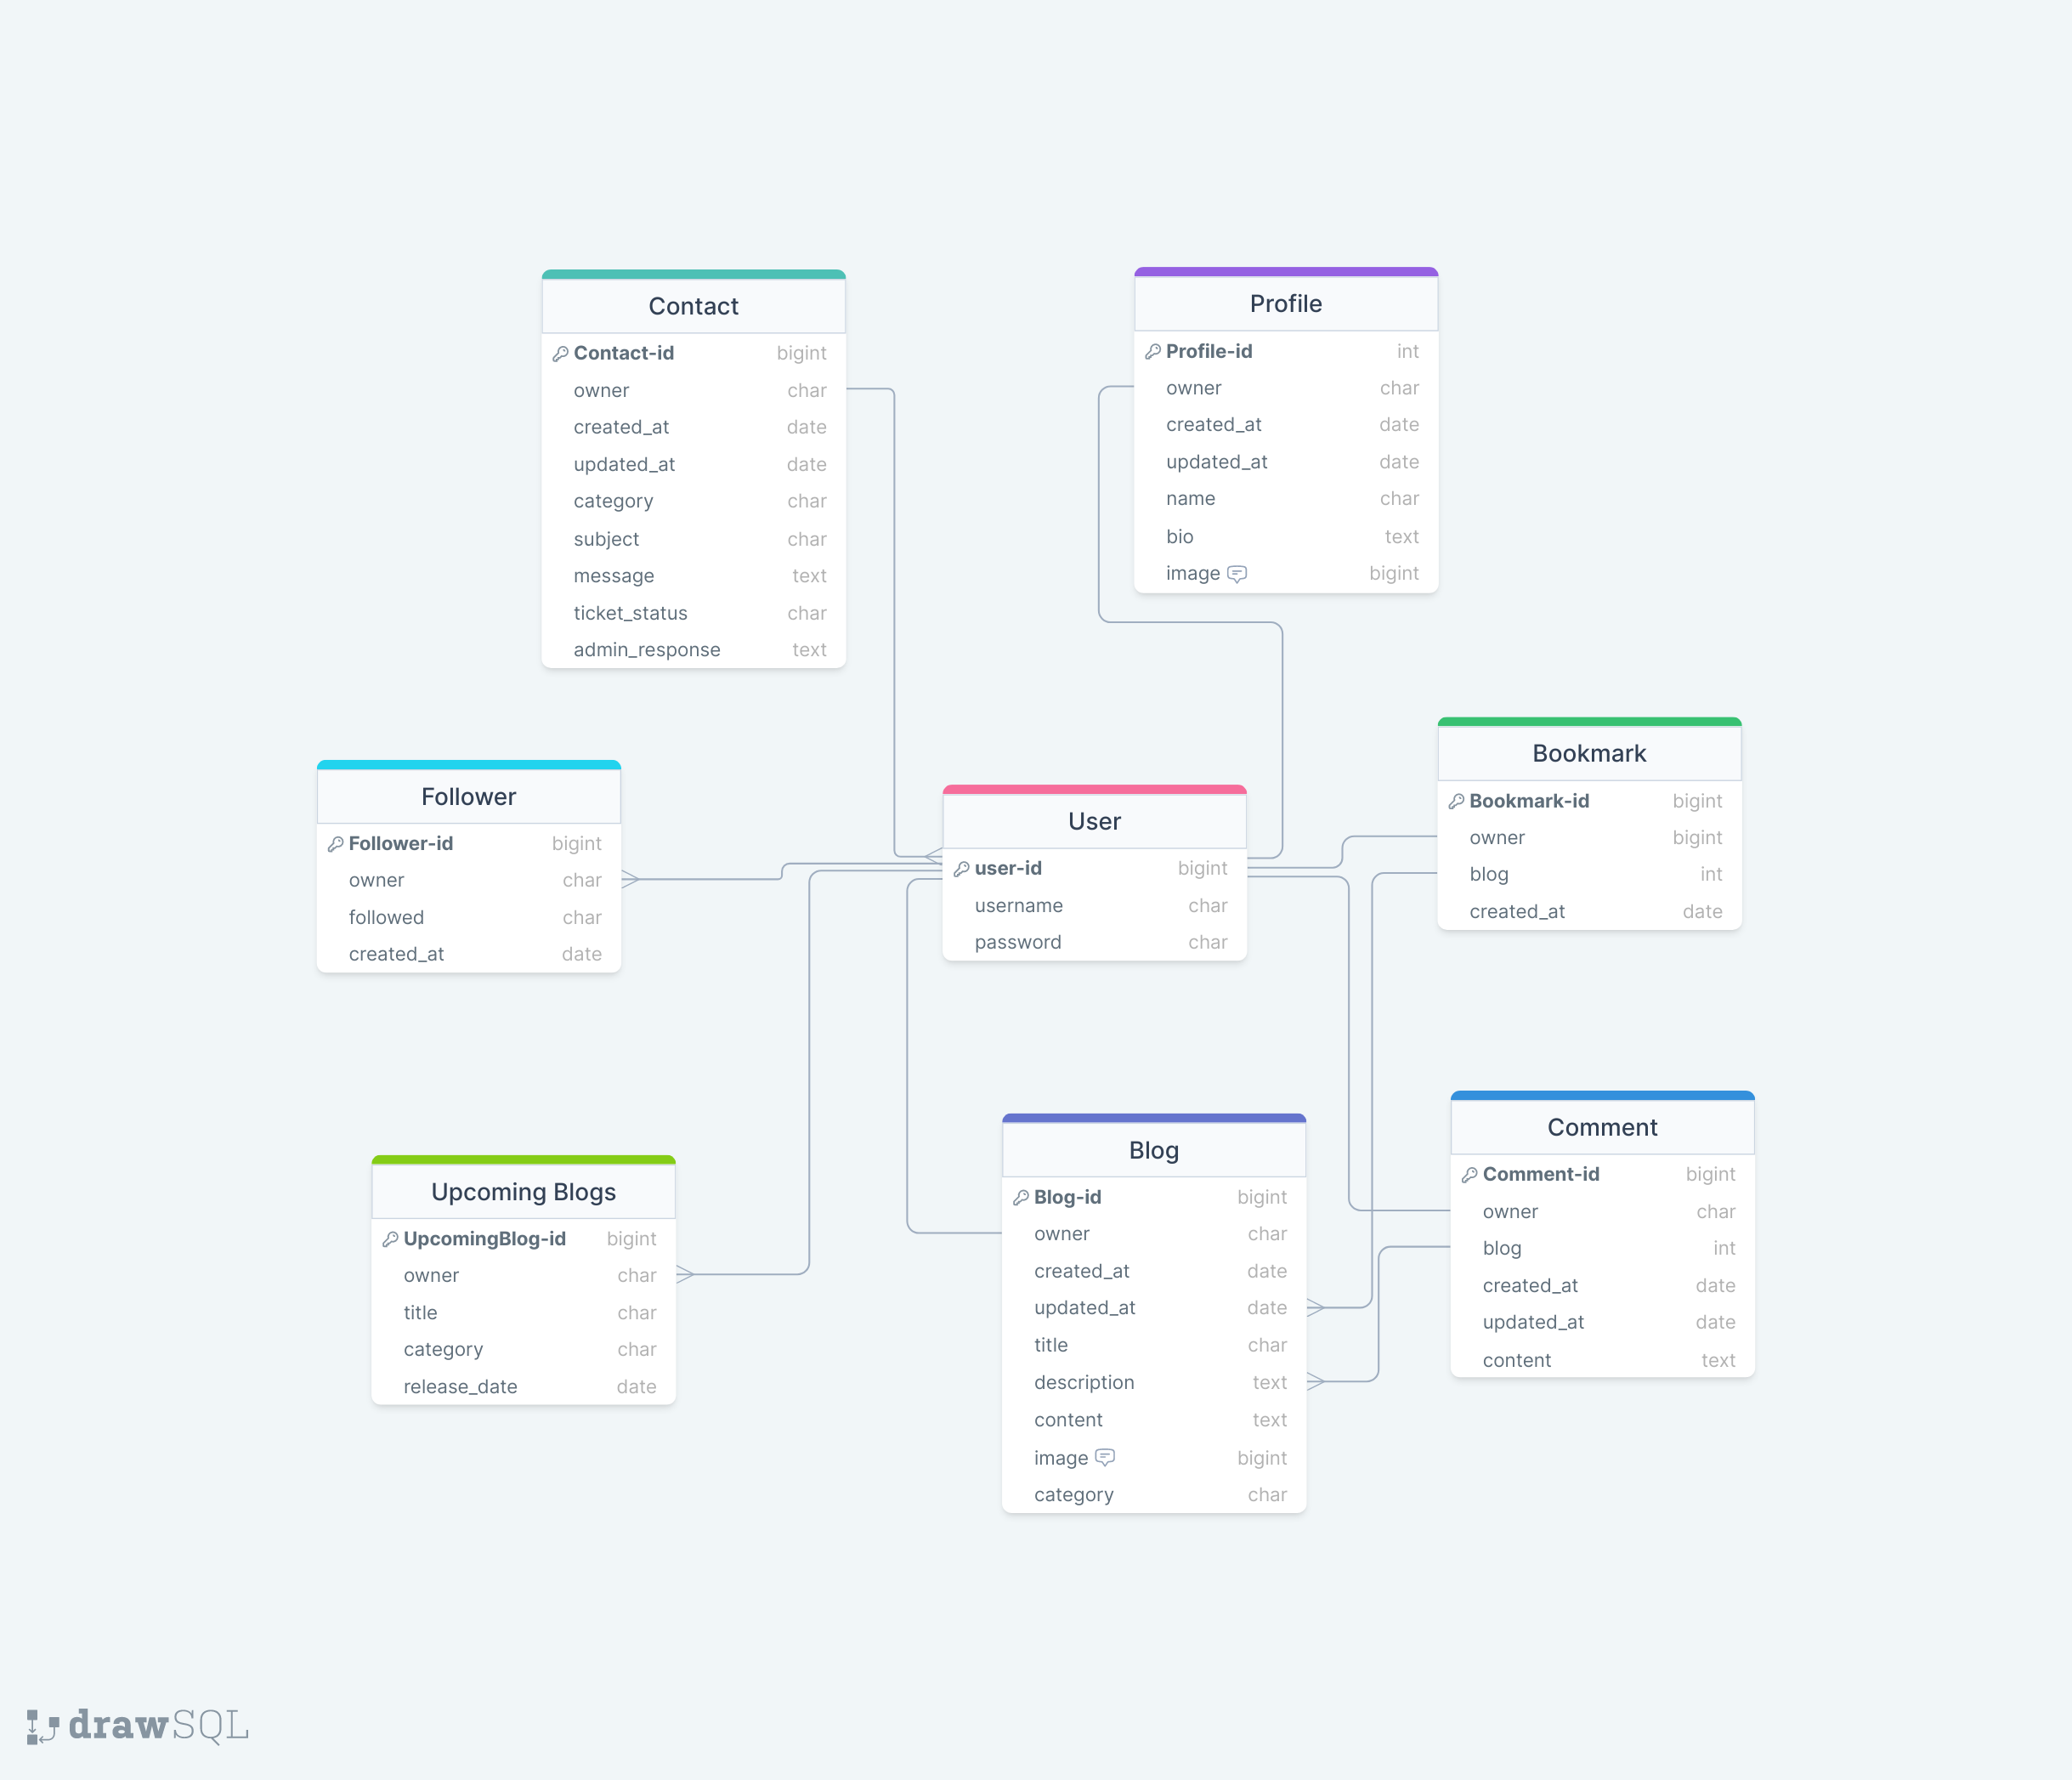 Contact
Contact-id bigint
owner char
created_at date
updated_at date
category char
subject char
message text
ticket_status char
admin_response text
Profile
Profile-id int
owner char
created_at date
updated_at date
name char
bio text
image bigint
Follower
Follower-id bigint
owner char
followed char
created_at date
User
user-id bigint
username char
password char
Bookmark
Bookmark-id bigint
owner bigint
blog int
created_at date
Upcoming Blogs
UpcomingBlog-id bigint
owner char
title char
category char
release_date date
Blog
Blog-id bigint
owner char
created_at date
updated_at date
title char
description text
content text
image bigint
category char
Comment
Comment-id bigint
owner char
blog int
created_at date
updated_at date
content text
drawSQL